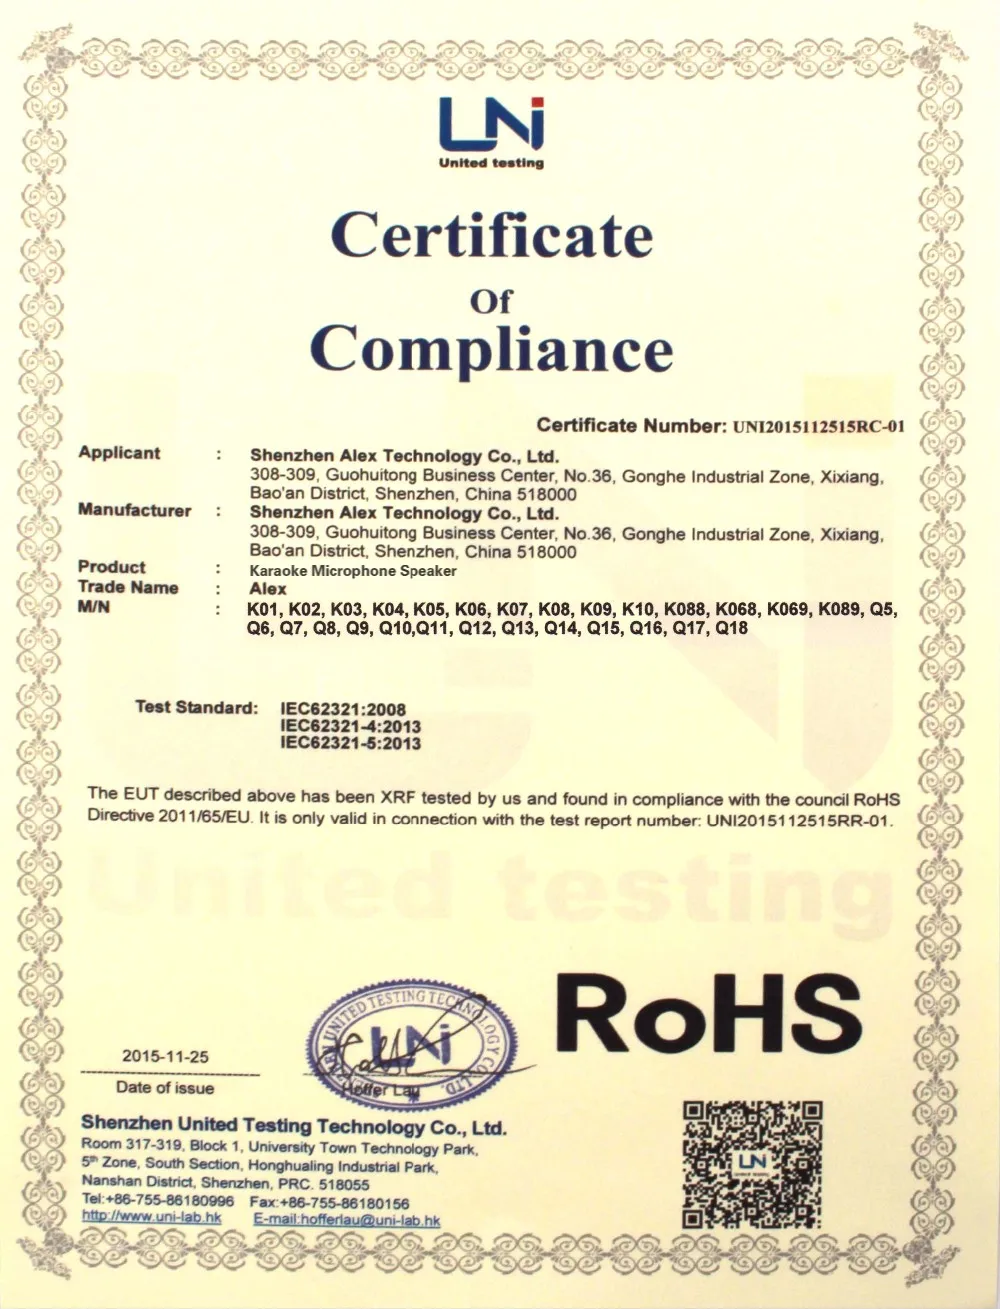 UNi
United testing
Certificate
Of
Compliance
Certificate Number: UNI2015112515RC-01
Applicant : Shenzhen Alex Technology Co., Ltd.
308-309, Guohuitong Business Center, No.36, Gonghe Industrial Zone, Xixiang,
Bao'an District, Shenzhen, China 518000
Manufacturer : Shenzhen Alex Technology Co., Ltd.
308-309, Guohuitong Business Center, No.36, Gonghe Industrial Zone, Xixiang,
Bao'an District, Shenzhen, China 518000
Product : Karaoke Microphone Speaker
Trade Name : Alex
M/N : K01, K02, K03, K04, K05, K06, K07, K08, K09, K10, K088, K068, K069, K089, Q5,
Q6, Q7, Q8, Q9, Q10,Q11, Q12, Q13, Q14, Q15, Q16, Q17, Q18
Test Standard: IEC62321:2008
IEC62321-4:2013
IEC62321-5:2013
The EUT described above has been XRF tested by us and found in compliance with the council RoHS
Directive 2011/65/EU. It is only valid in connection with the test report number: UNI2015112515RR-01.
United testing
RoHS
UNITED TESTING TECHNOLOGY CO., LTD.
UNi
2015-11-25
Hoffer Lau
Date of issue
Shenzhen United Testing Technology Co., Ltd.
Room 317-319, Block 1, University Town Technology Park,
5th Zone, South Section, Honghualing Industrial Park,
Nanshan District, Shenzhen, PRC. 518055
Tel:+86-755-86180996 Fax:+86-755-86180156
http://www.uni-lab.hk E-mail:hofferlau@uni-lab.hk